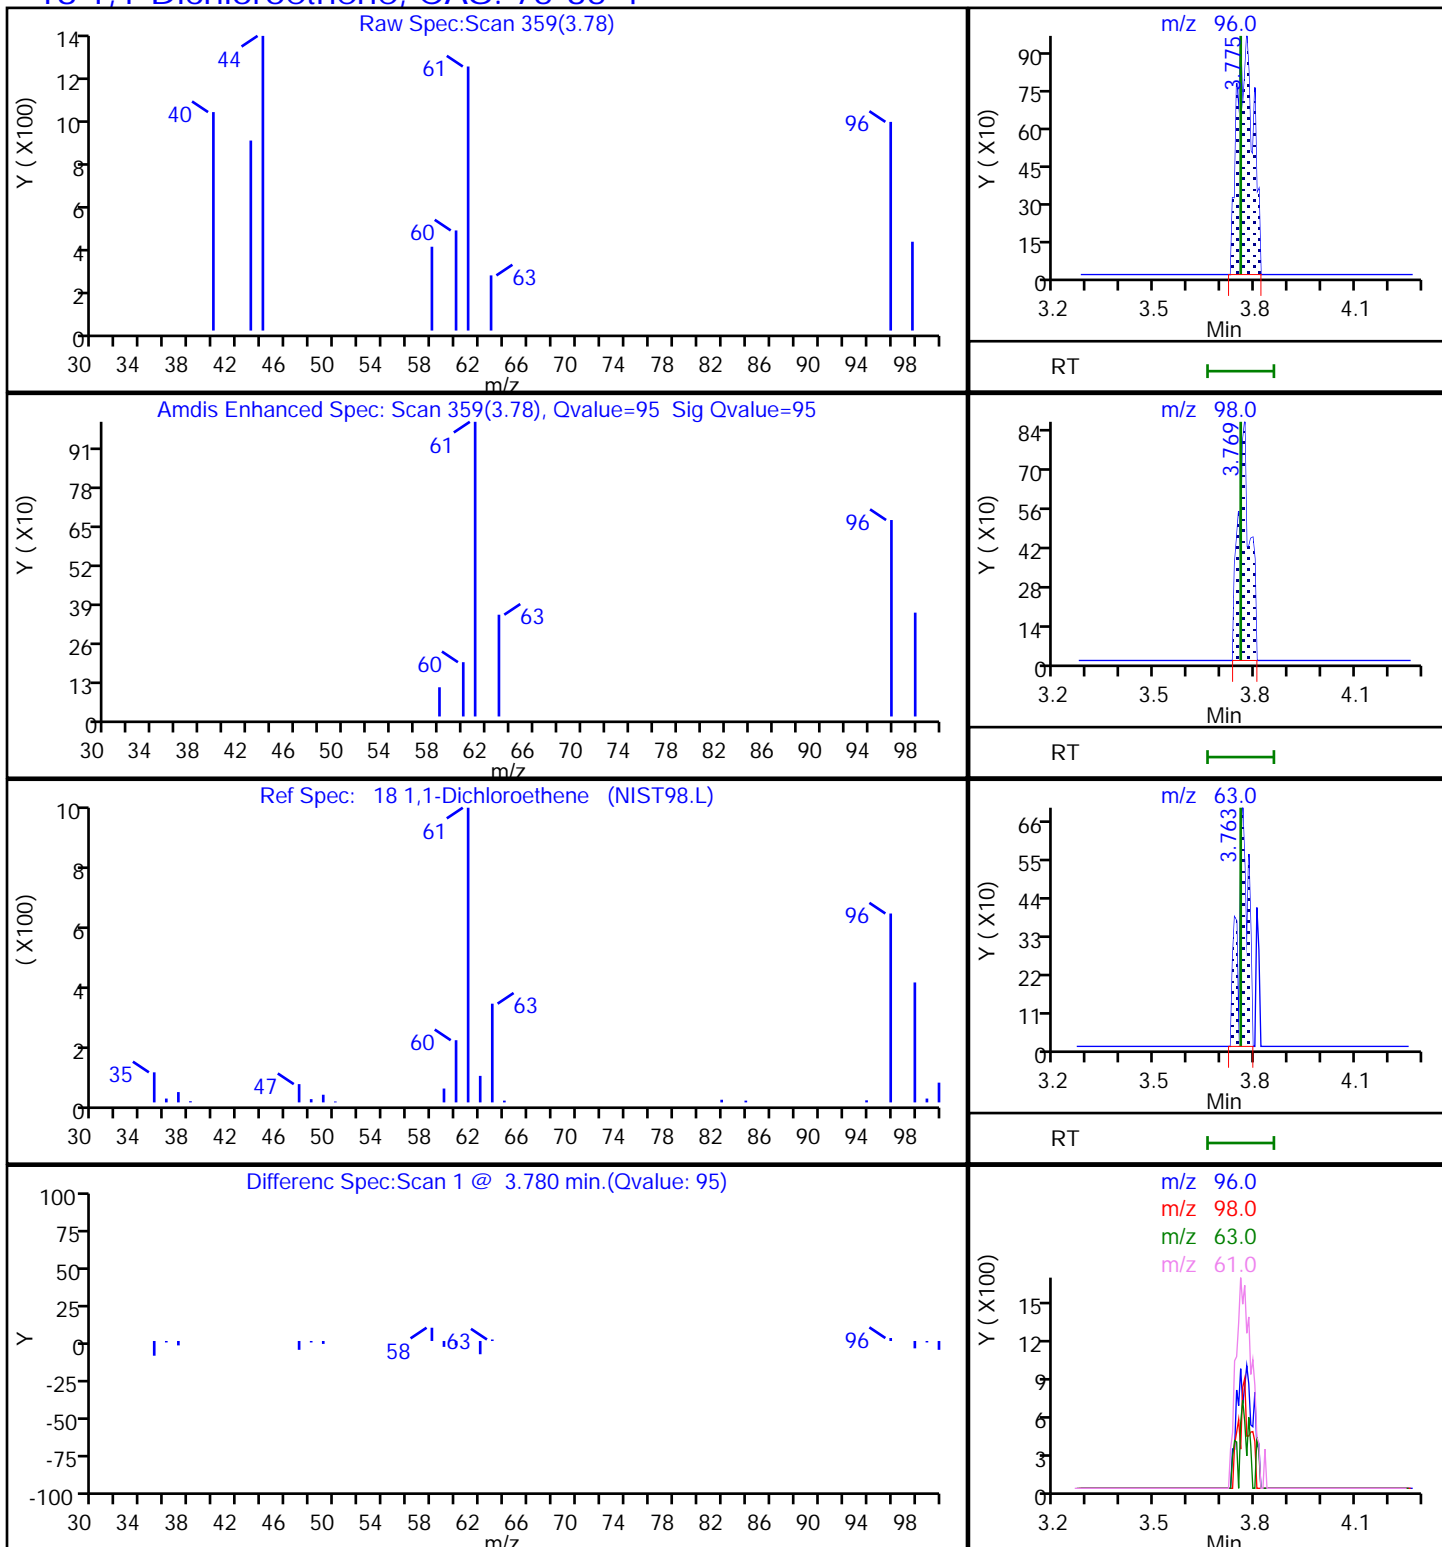 Raw Spec:Scan 359(3.78)
14
12
10
8
6
4
2
0
Y ( X100)
44
40
61
60
63
96
30 34 38 42 46 50 54 58 62 66 70 74 78 82 86 90 94 98
m/z
m/z 96.0
90
75
60
45
30
15
0
Y ( X10)
3.775
3.2 3.5 3.8 4.1
Min
RT
Amdis Enhanced Spec: Scan 359(3.78), Qvalue=95 Sig Qvalue=95
91
78
65
52
39
26
13
0
Y ( X10)
61
60
63
96
30 34 38 42 46 50 54 58 62 66 70 74 78 82 86 90 94 98
m/z
m/z 98.0
84
70
56
42
28
14
0
Y ( X10)
3.769
3.2 3.5 3.8 4.1
Min
RT
Ref Spec: 18 1,1-Dichloroethene (NIST98.L)
10
8
6
4
2
0
( X100)
35
47
61
60
63
96
30 34 38 42 46 50 54 58 62 66 70 74 78 82 86 90 94 98
m/z 63.0
66
55
44
33
22
11
0
Y ( X10)
3.763
3.2 3.5 3.8 4.1
Min
RT
Differenc Spec:Scan 1 @ 3.780 min.(Qvalue: 95)
100
75
50
25
0
-25
-50
-75
-100
Y
58
63
96
30 34 38 42 46 50 54 58 62 66 70 74 78 82 86 90 94 98
m/z
m/z 96.0
m/z 98.0
m/z 63.0
m/z 61.0
15
12
9
6
3
0
Y ( X100)
3.2 3.5 3.8 4.1
Min